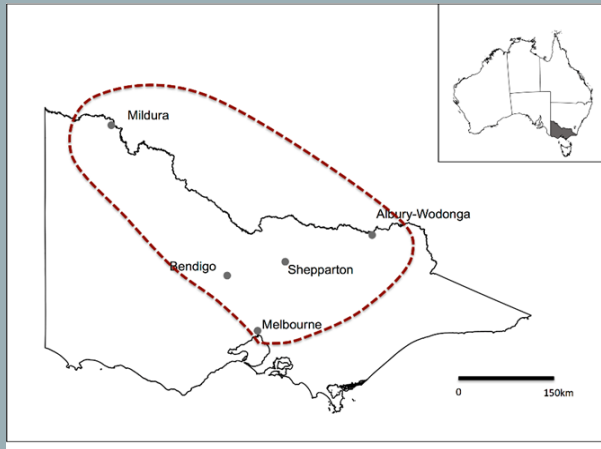 Mildura
Albury-Wodonga
Bendigo
Shepparton
Melbourne
0 150km